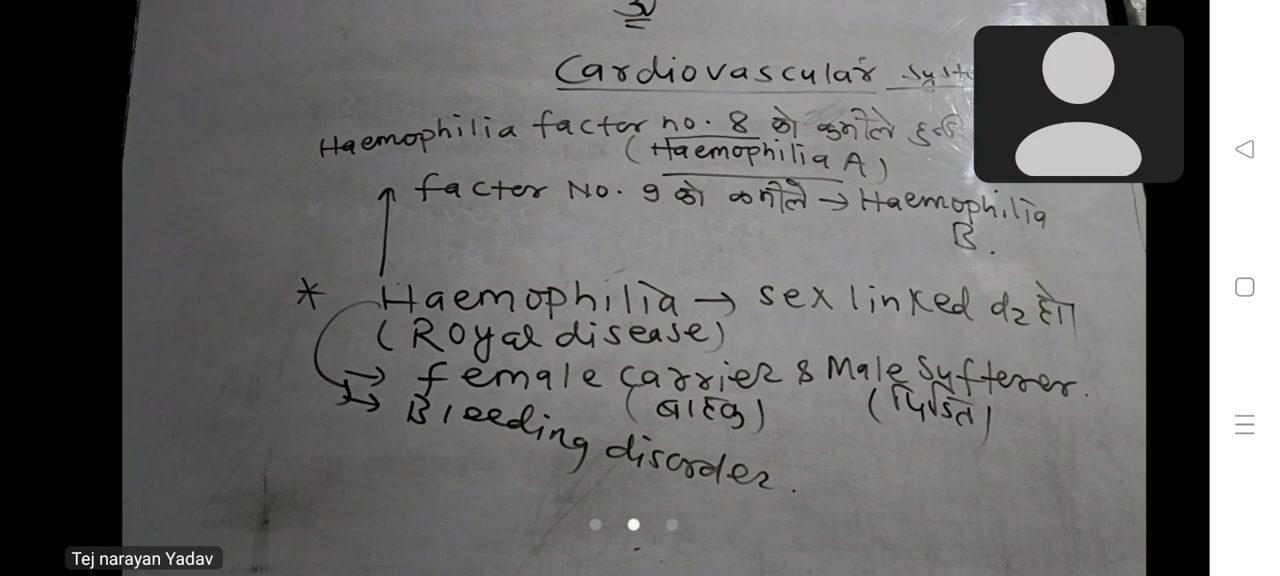 Cardiovascular
Haemophilia factor no. 8 को कमीले हुन्छ
(Haemophilia A)
factor No. 9 को कमीले → Haemophilia
B.
* Haemophilia → sex linked dz हो।
(Royal disease)
→ female carrier & Male Sufferer.
(बाहक) (पिडित)
→ Bleeding disorder.
Tej narayan Yadav